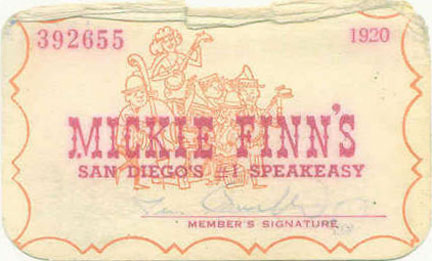 392655 1920
MICKIE FINN'S
SAN DIEGO'S #1 SPEAKEASY
MEMBER'S SIGNATURE